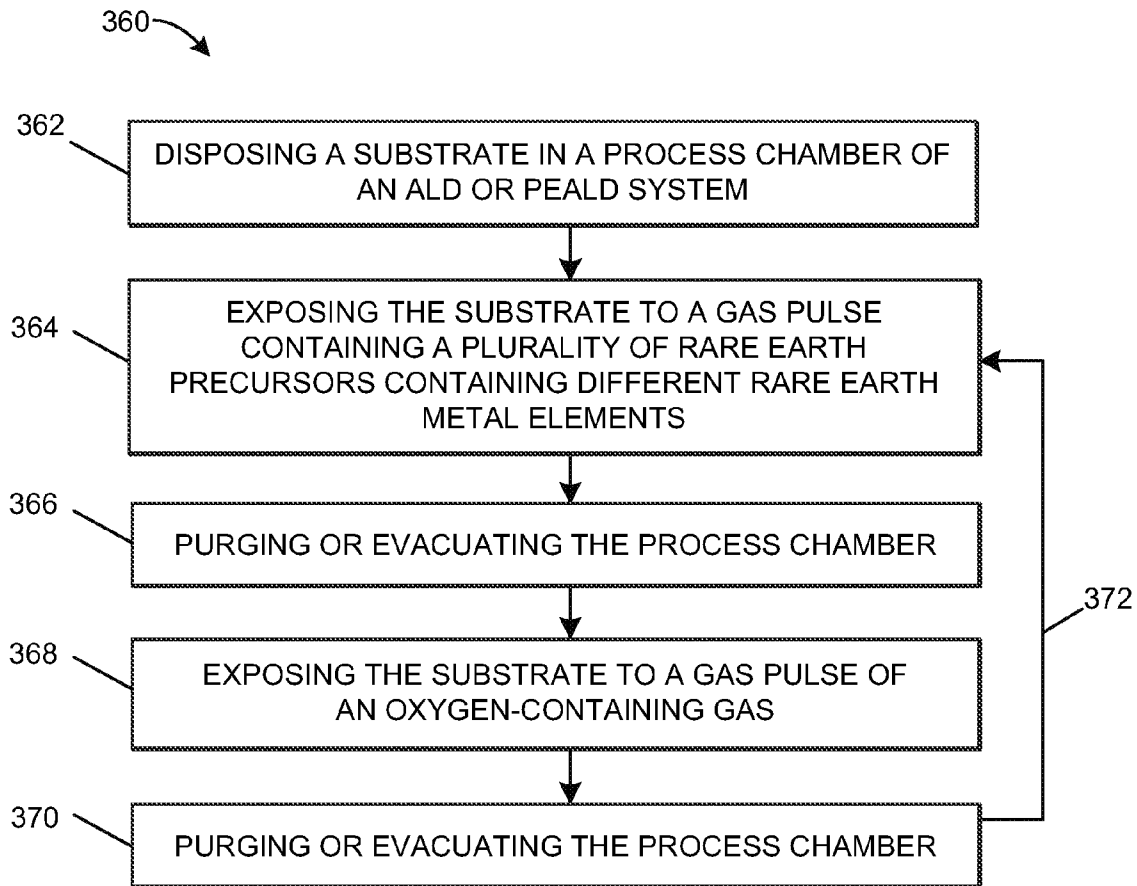 360
362
DISPOSING A SUBSTRATE IN A PROCESS CHAMBER OF
AN ALD OR PEALD SYSTEM
364
EXPOSING THE SUBSTRATE TO A GAS PULSE
CONTAINING A PLURALITY OF RARE EARTH
PRECURSORS CONTAINING DIFFERENT RARE EARTH
METAL ELEMENTS
366
PURGING OR EVACUATING THE PROCESS CHAMBER
372
368
EXPOSING THE SUBSTRATE TO A GAS PULSE OF
AN OXYGEN-CONTAINING GAS
370
PURGING OR EVACUATING THE PROCESS CHAMBER